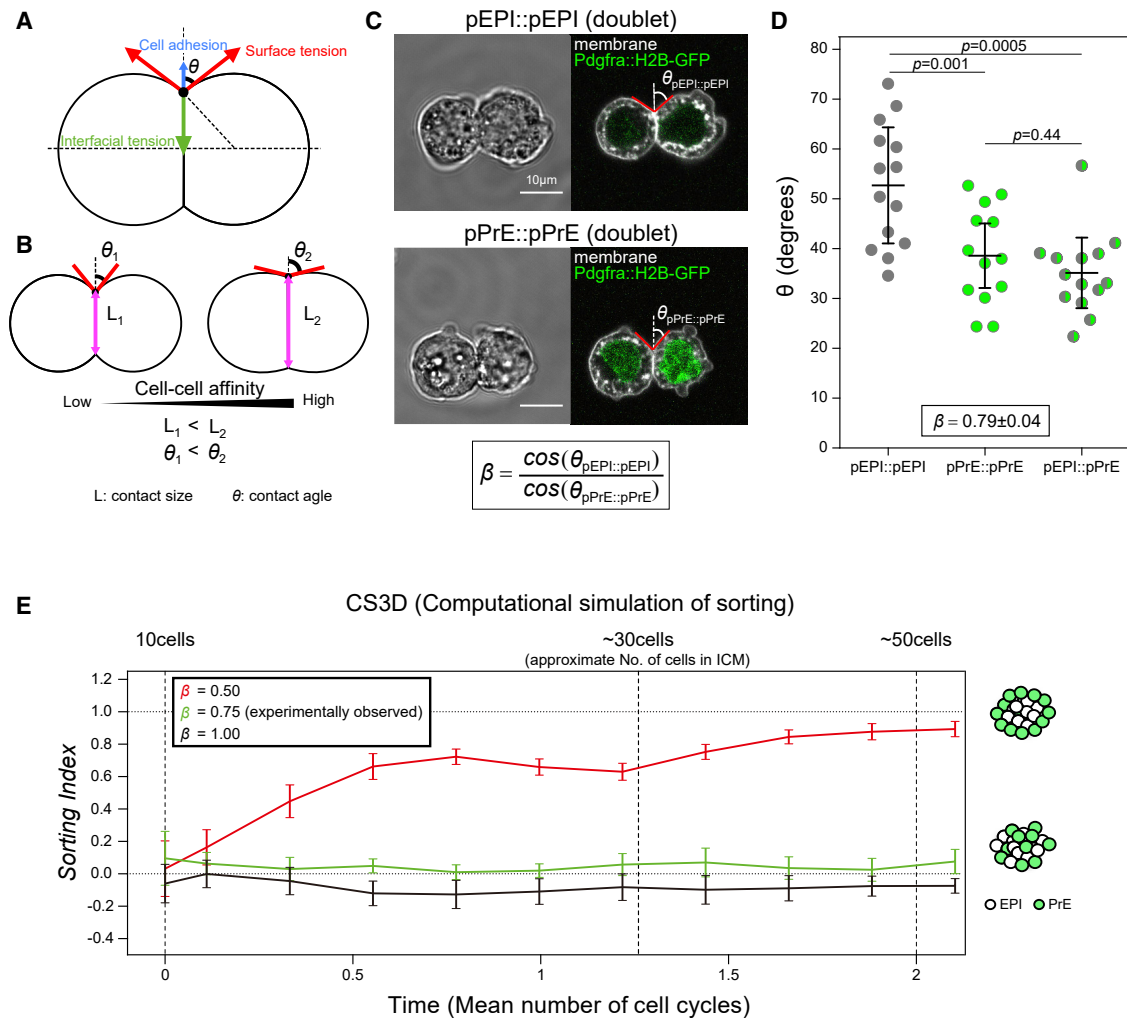 A
Cell adhesion
Surface tension
θ
Interfacial tension
B
θ1
θ2
L1
L2
Cell-cell affinity
Low
High
L1 < L2
θ1 < θ2
L: contact size
θ: contact agle
C
pEPI::pEPI (doublet)
membrane
Pdgfra::H2B-GFP
θpEPI::pEPI
10µm
pPrE::pPrE (doublet)
membrane
Pdgfra::H2B-GFP
θpPrE::pPrE
β = cos(θpEPI::pEPI)
cos(θpPrE::pPrE)
D
p=0.0005
p=0.001
p=0.44
θ (degrees)
80
70
60
50
40
30
20
10
0
β = 0.79±0.04
pEPI::pEPI
pPrE::pPrE
pEPI::pPrE
E
CS3D (Computational simulation of sorting)
10cells
~30cells
(approximate No. of cells in ICM)
~50cells
Sorting Index
1.2
1.0
0.8
0.6
0.4
0.2
0.0
-0.2
-0.4
β = 0.50
β = 0.75 (experimentally observed)
β = 1.00
EPI
PrE
0
0.5
1
1.5
2
Time (Mean number of cell cycles)